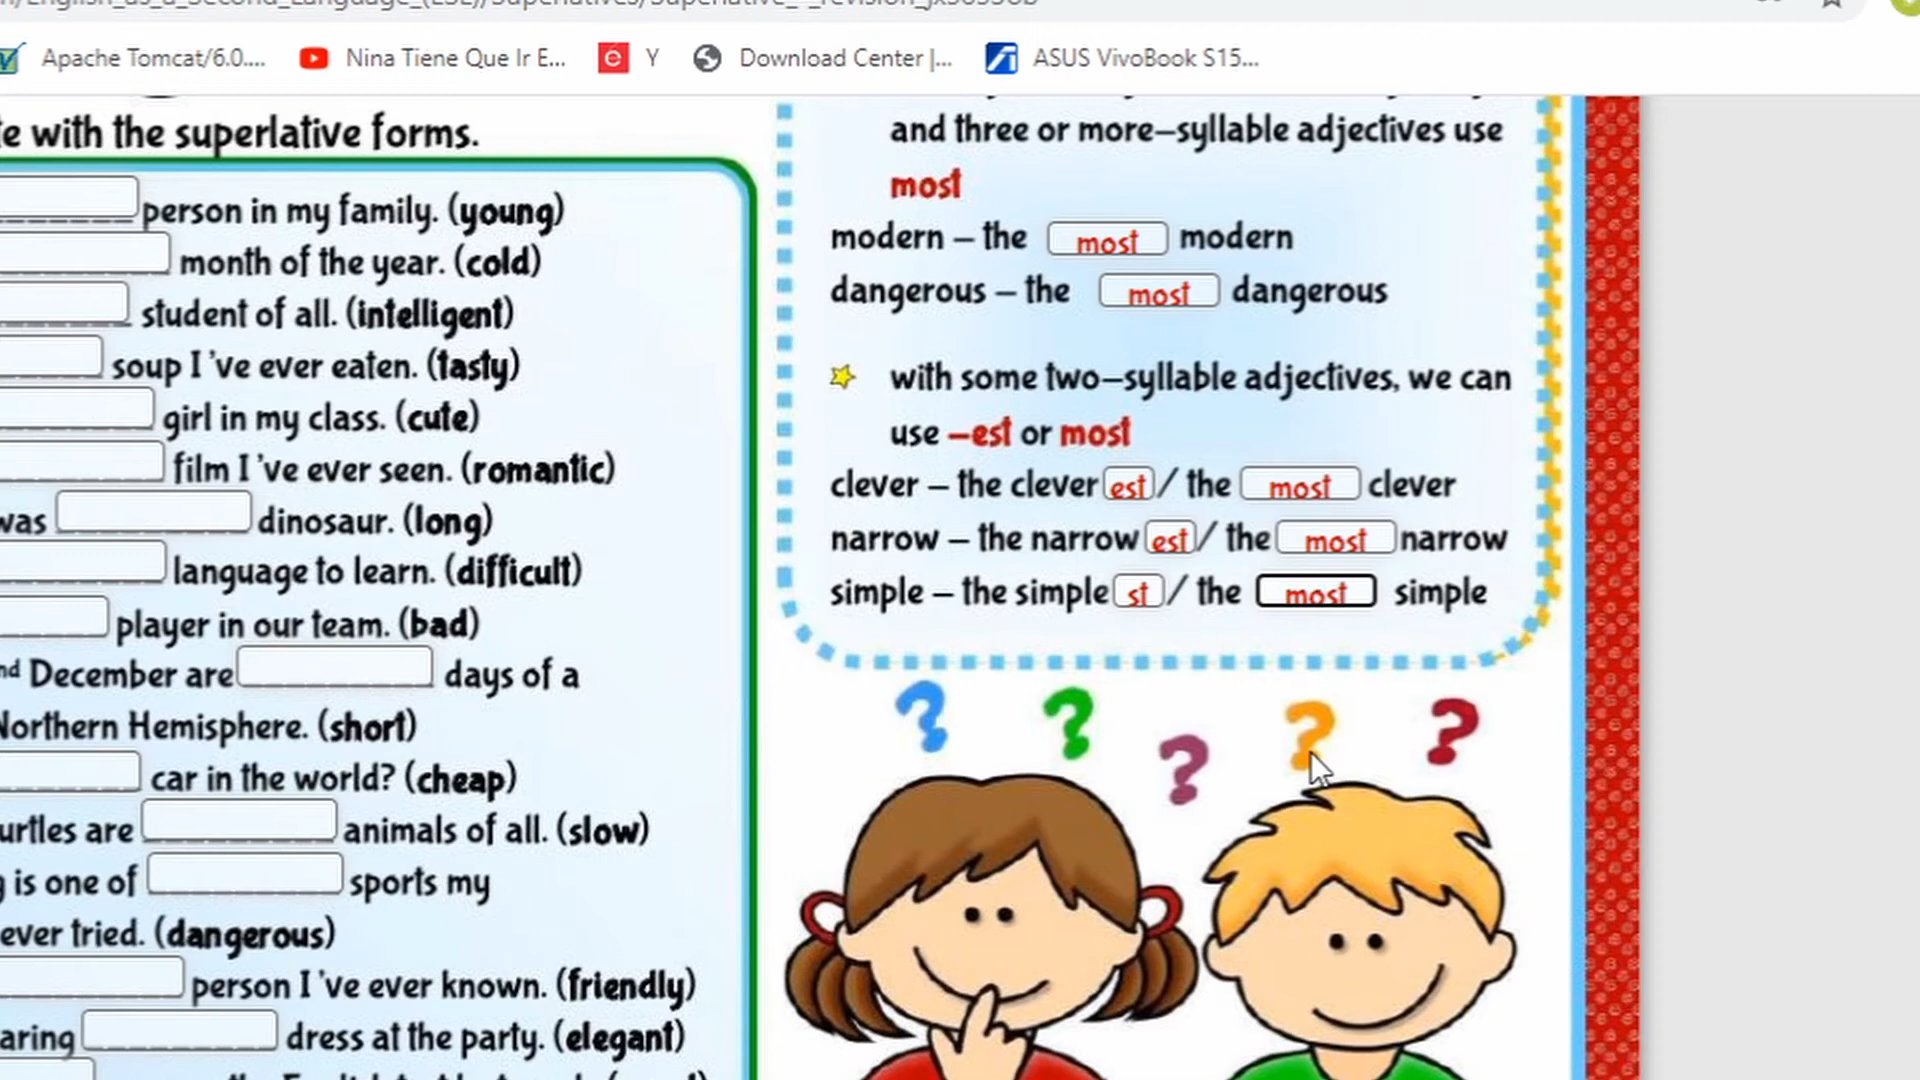 Apache Tomcat/6.0.... Nina Tiene Que Ir E... é Y Download Center |... ASUS VivoBook S15...
te with the superlative forms.
person in my family. (young)
month of the year. (cold)
student of all. (intelligent)
soup I 've ever eaten. (tasty)
girl in my class. (cute)
film I 've ever seen. (romantic)
was dinosaur. (long)
language to learn. (difficult)
player in our team. (bad)
nd December are days of a
Northern Hemisphere. (short)
car in the world? (cheap)
urtles are animals of all. (slow)
g is one of sports my
ever tried. (dangerous)
person I 've ever known. (friendly)
aring dress at the party. (elegant)
and three or more–syllable adjectives use
most
modern – the most modern
dangerous – the most dangerous
with some two–syllable adjectives, we can
use –est or most
clever – the clever est / the most clever
narrow – the narrow est / the most narrow
simple – the simple st / the most simple
? ? ? ? ?